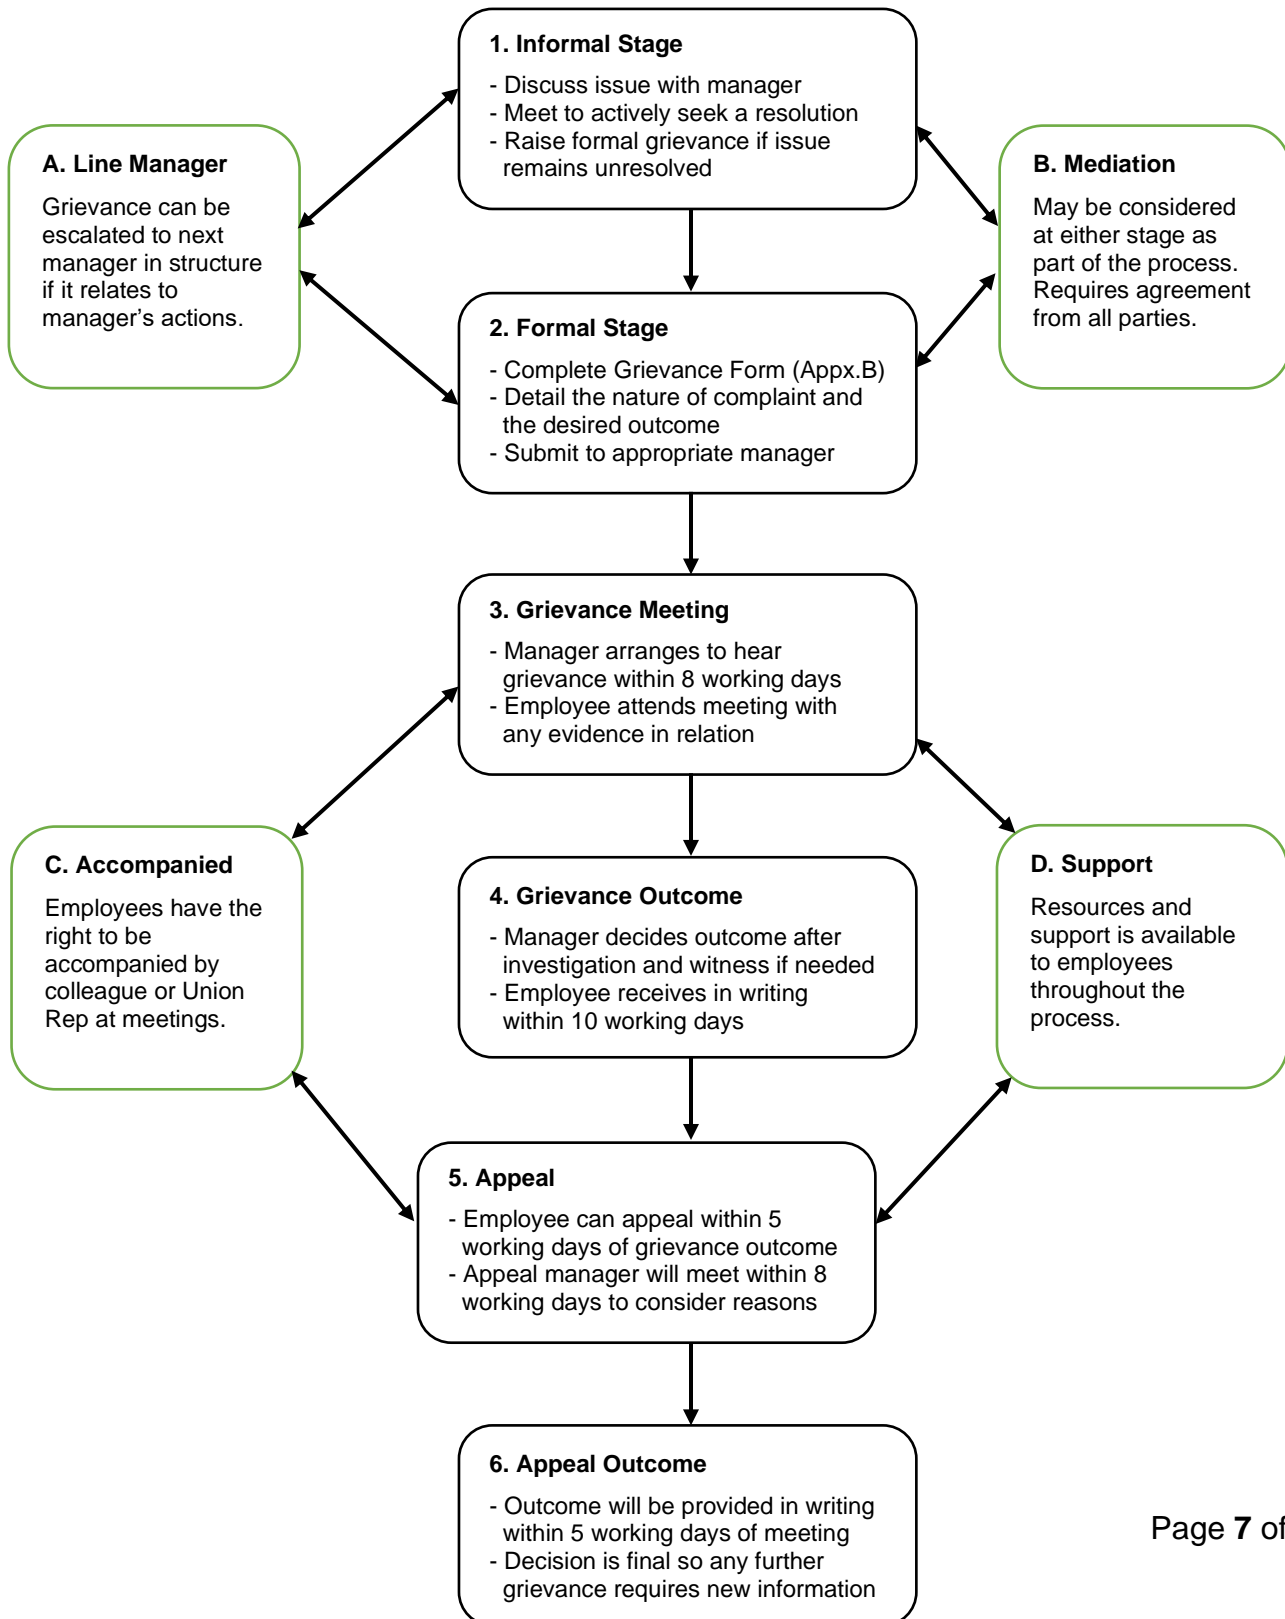 1. Informal Stage
- Discuss issue with manager
- Meet to actively seek a resolution
- Raise formal grievance if issue
remains unresolved
A. Line Manager
Grievance can be
escalated to next
manager in structure
if it relates to
manager’s actions.
B. Mediation
May be considered
at either stage as
part of the process.
Requires agreement
from all parties.
2. Formal Stage
- Complete Grievance Form (Appx.B)
- Detail the nature of complaint and
the desired outcome
- Submit to appropriate manager
3. Grievance Meeting
- Manager arranges to hear
grievance within 8 working days
- Employee attends meeting with
any evidence in relation
C. Accompanied
Employees have the
right to be
accompanied by
colleague or Union
Rep at meetings.
4. Grievance Outcome
- Manager decides outcome after
investigation and witness if needed
- Employee receives in writing
within 10 working days
D. Support
Resources and
support is available
to employees
throughout the
process.
5. Appeal
- Employee can appeal within 5
working days of grievance outcome
- Appeal manager will meet within 8
working days to consider reasons
6. Appeal Outcome
- Outcome will be provided in writing
within 5 working days of meeting
- Decision is final so any further
grievance requires new information
Page 7 of